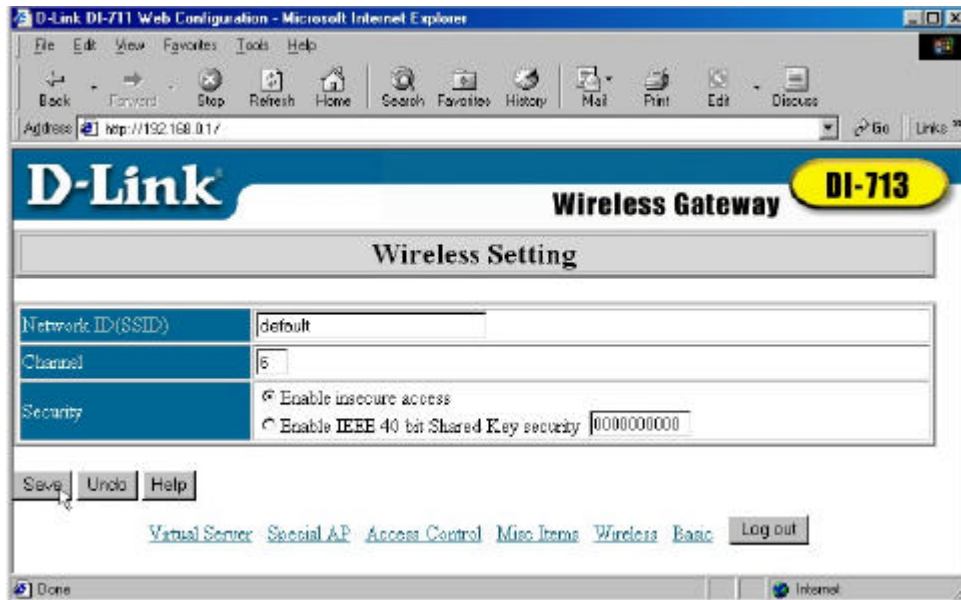 D-Link DI-711 Web Configuration - Microsoft Internet Explorer
File Edit View Favorites Tools Help
Back Forward Stop Refresh Home Search Favorites History Mail Print Edit Discuss
Address http://192.168.0.1/ Go Links »
D-Link
Wireless Gateway DI-713
Wireless Setting
Network ID(SSID) default
Channel 6
Security Enable insecure access
Enable IEEE 40 bit Shared Key security 0000000000
Save Undo Help
Virtual Server Special AP Access Control Misc Items Wireless Basic Log out
Done Internet